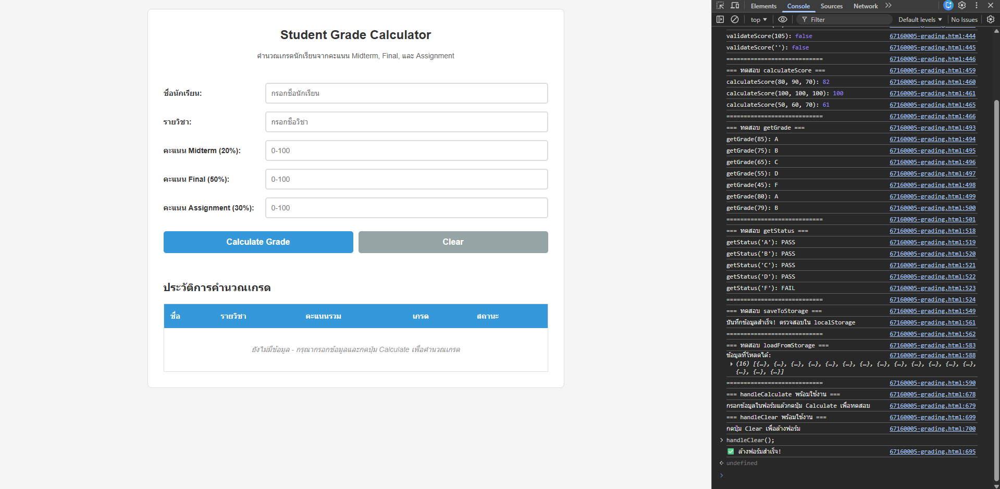 Student Grade Calculator
คำนวณเกรดนักเรียนจากคะแนน Midterm, Final, และ Assignment
ชื่อนักเรียน:
กรอกชื่อนักเรียน
รายวิชา:
กรอกชื่อวิชา
คะแนน Midterm (20%):
0-100
คะแนน Final (50%):
0-100
คะแนน Assignment (30%):
0-100
Calculate Grade
Clear
ประวัติการคำนวณเกรด
ชื่อ รายวิชา คะแนนรวม เกรด สถานะ
ยังไม่มีข้อมูล - กรุณากรอกข้อมูลและกดปุ่ม Calculate เพื่อคำนวณเกรด
Elements Console Sources Network
top Filter Default levels No Issues
validateScore(105): false 67160005-grading.html:444
validateScore(''): false 67160005-grading.html:445
============================ 67160005-grading.html:446
=== ทดสอบ calculateScore === 67160005-grading.html:459
calculateScore(80, 90, 70): 82 67160005-grading.html:460
calculateScore(100, 100, 100): 100 67160005-grading.html:461
calculateScore(50, 60, 70): 61 67160005-grading.html:465
============================ 67160005-grading.html:466
=== ทดสอบ getGrade === 67160005-grading.html:493
getGrade(85): A 67160005-grading.html:494
getGrade(75): B 67160005-grading.html:495
getGrade(65): C 67160005-grading.html:496
getGrade(55): D 67160005-grading.html:497
getGrade(45): F 67160005-grading.html:498
getGrade(80): A 67160005-grading.html:499
getGrade(79): B 67160005-grading.html:500
============================ 67160005-grading.html:501
=== ทดสอบ getStatus === 67160005-grading.html:518
getStatus('A'): PASS 67160005-grading.html:519
getStatus('B'): PASS 67160005-grading.html:520
getStatus('C'): PASS 67160005-grading.html:521
getStatus('D'): PASS 67160005-grading.html:522
getStatus('F'): FAIL 67160005-grading.html:523
============================ 67160005-grading.html:524
=== ทดสอบ saveToStorage === 67160005-grading.html:549
บันทึกข้อมูลสำเร็จ! ตรวจสอบใน localStorage 67160005-grading.html:561
============================ 67160005-grading.html:562
=== ทดสอบ loadFromStorage === 67160005-grading.html:583
ข้อมูลที่โหลดได้: 67160005-grading.html:588
(16) [{…}, {…}, {…}, {…}, {…}, {…}, {…}, {…}, {…}, {…}, {…}, {…}, {…},
{…}, {…}, {…}]
============================ 67160005-grading.html:590
=== handleCalculate พร้อมใช้งาน === 67160005-grading.html:678
กรอกข้อมูลในฟอร์มแล้วกดปุ่ม Calculate เพื่อทดสอบ 67160005-grading.html:679
=== handleClear พร้อมใช้งาน === 67160005-grading.html:699
กดปุ่ม Clear เพื่อล้างฟอร์ม 67160005-grading.html:700
handleClear();
✅ ล้างฟอร์มสำเร็จ! 67160005-grading.html:695
undefined